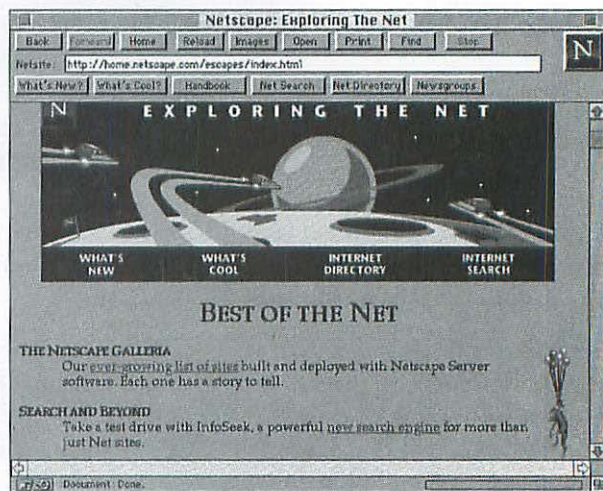 Netscape: Exploring The Net
Back Forward Home Reload Images Open Print Find Stop
N
Netsite: http://home.netscape.com/escapes/index.html
What's New? What's Cool? Handbook Net Search Net Directory Newsgroups
N
EXPLORING THE NET
WHAT'S NEW
WHAT'S COOL
INTERNET DIRECTORY
INTERNET SEARCH
BEST OF THE NET
THE NETSCAPE GALLERIA
Our ever-growing list of sites built and deployed with Netscape Server
software. Each one has a story to tell.
SEARCH AND BEYOND
Take a test drive with InfoSeek, a powerful new search engine for more than
just Net sites.
Document: Done.